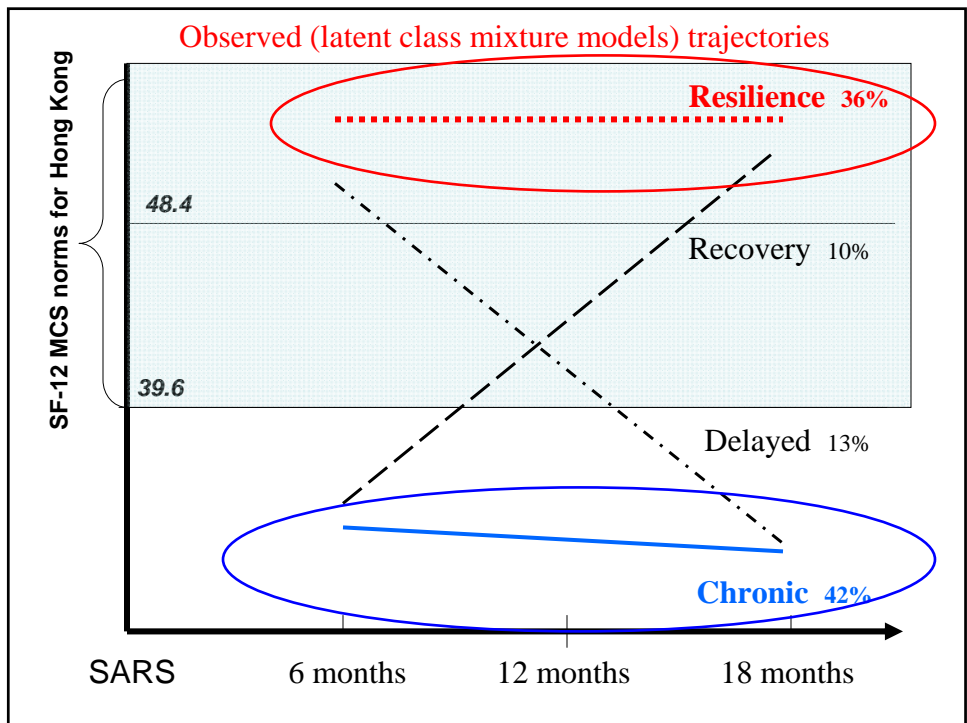 Observed (latent class mixture models) trajectories
SF-12 MCS norms for Hong Kong
Resilience 36%
48.4
Recovery 10%
39.6
Delayed 13%
Chronic 42%
SARS 6 months 12 months 18 months